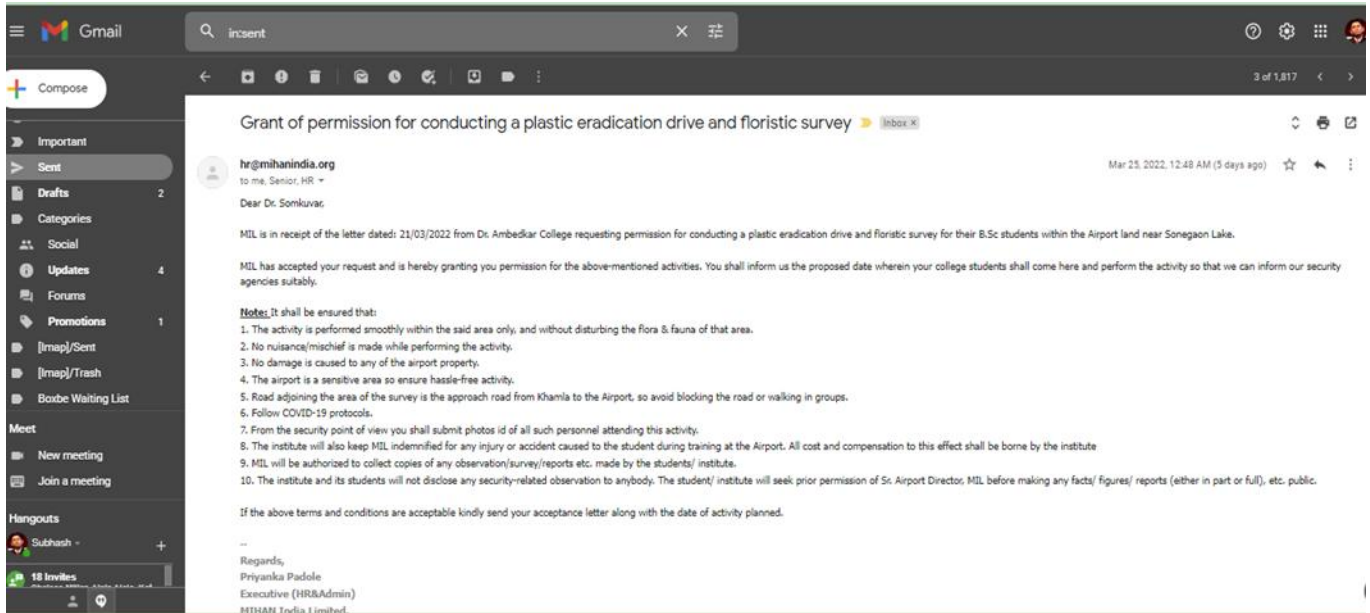 Gmail
in:sent
Compose
3 of 1,817
Important
Sent
Drafts 2
Categories
Social
Updates 4
Forums
Promotions 1
[Imap]/Sent
[Imap]/Trash
Boxbe Waiting List
Meet
New meeting
Join a meeting
Hangouts
Subhash
18 Invites
Grant of permission for conducting a plastic eradication drive and floristic survey Inbox ×
hr@mihanindia.org Mar 25, 2022, 12:48 AM (5 days ago)
to me, Senior, HR
Dear Dr. Somkuvar,
MIL is in receipt of the letter dated: 21/03/2022 from Dr. Ambedkar College requesting permission for conducting a plastic eradication drive and floristic survey for their B.Sc students within the Airport land near Sonegaon Lake.
MIL has accepted your request and is hereby granting you permission for the above-mentioned activities. You shall inform us the proposed date wherein your college students shall come here and perform the activity so that we can inform our security
agencies suitably.
Note: It shall be ensured that:
1. The activity is performed smoothly within the said area only, and without disturbing the flora & fauna of that area.
2. No nuisance/mischief is made while performing the activity.
3. No damage is caused to any of the airport property.
4. The airport is a sensitive area so ensure hassle-free activity.
5. Road adjoining the area of the survey is the approach road from Khamla to the Airport, so avoid blocking the road or walking in groups.
6. Follow COVID-19 protocols.
7. From the security point of view you shall submit photos id of all such personnel attending this activity.
8. The institute will also keep MIL indemnified for any injury or accident caused to the student during training at the Airport. All cost and compensation to this effect shall be borne by the institute
9. MIL will be authorized to collect copies of any observation/survey/reports etc. made by the students/ institute.
10. The institute and its students will not disclose any security-related observation to anybody. The student/ institute will seek prior permission of Sr. Airport Director, MIL before making any facts/ figures/ reports (either in part or full), etc. public.
If the above terms and conditions are acceptable kindly send your acceptance letter along with the date of activity planned.
--
Regards,
Priyanka Padole
Executive (HR&Admin)
MIHAN India Limited.